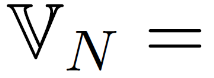 𝕍_N =